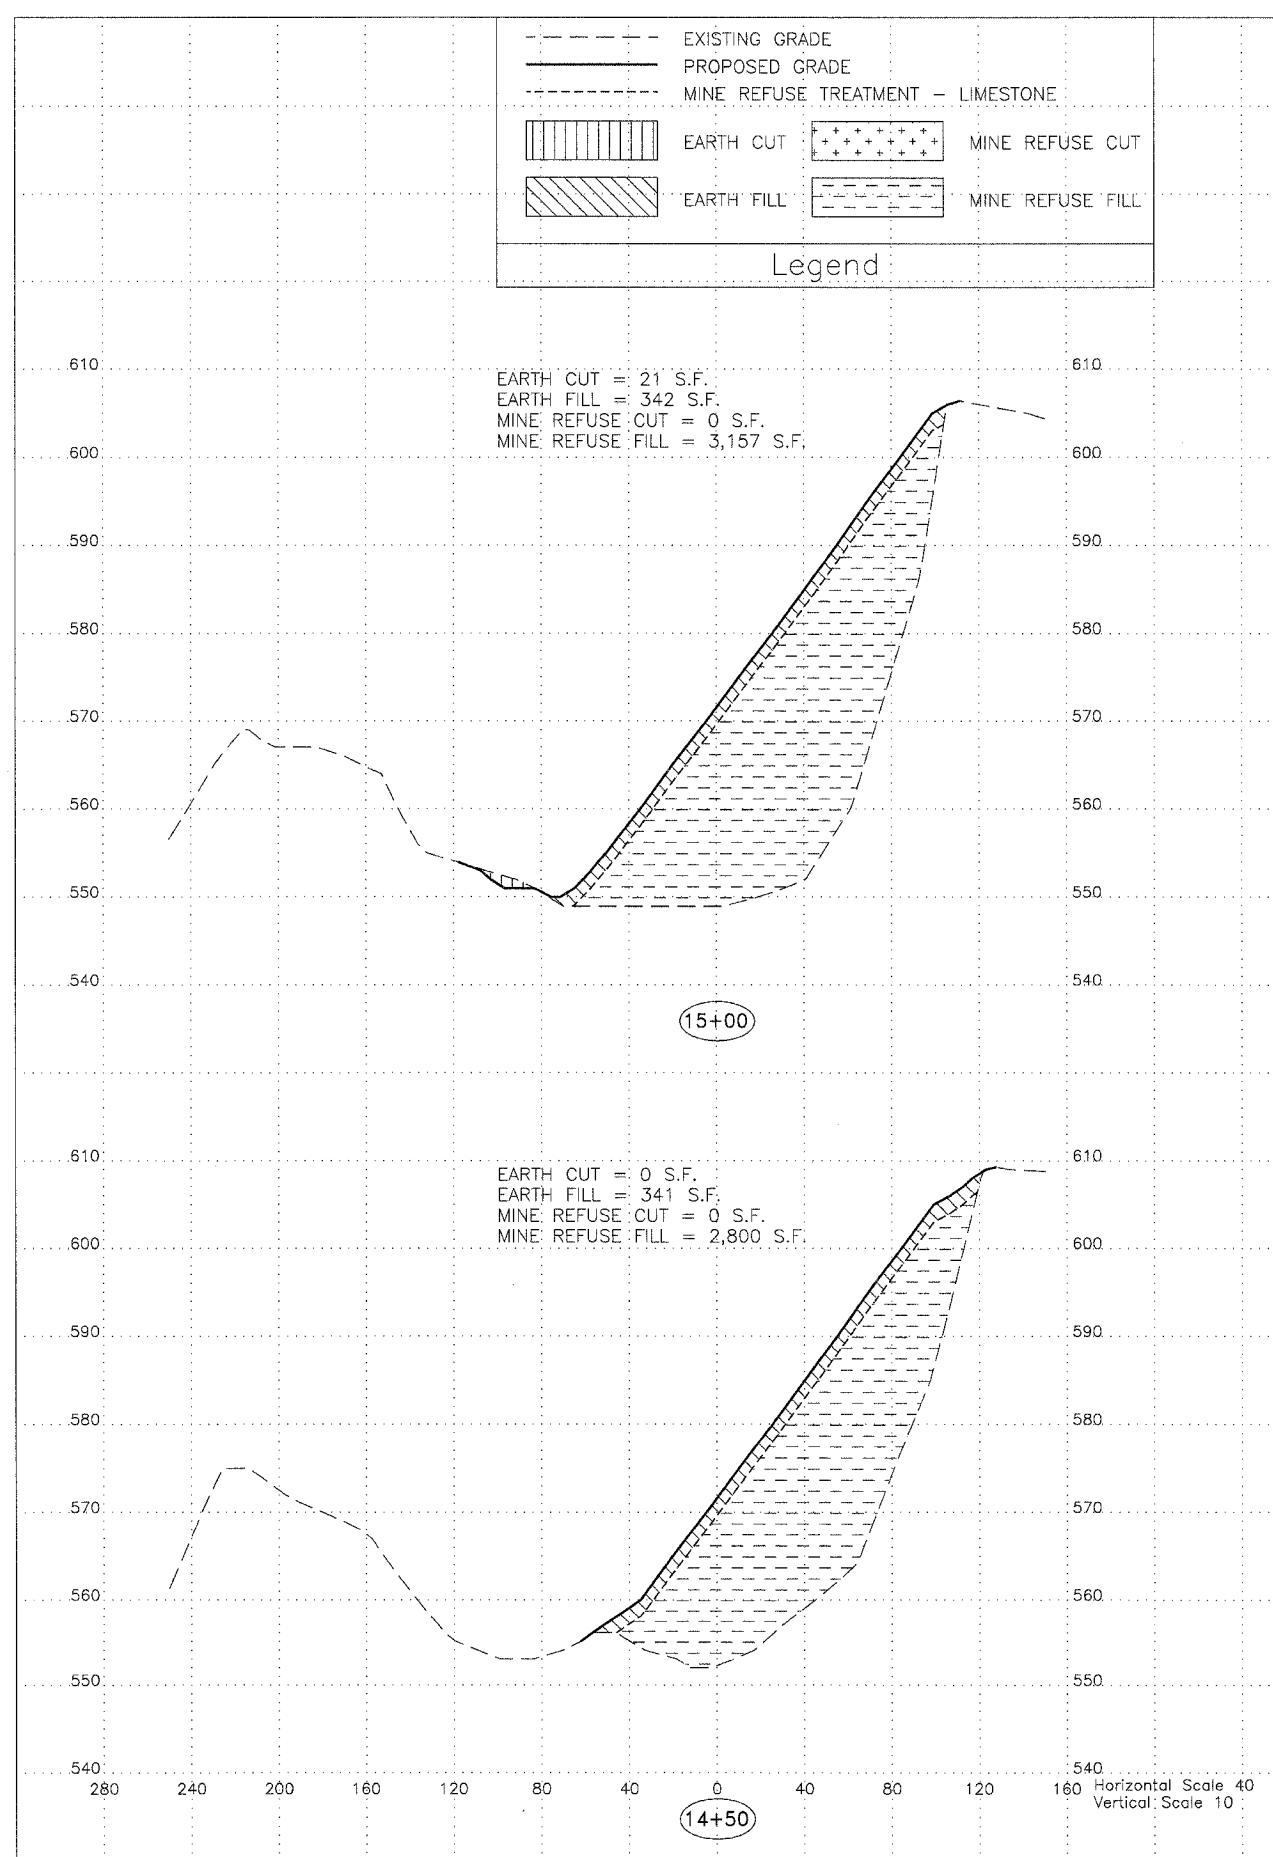 EXISTING GRADE
PROPOSED GRADE
MINE REFUSE TREATMENT – LIMESTONE
EARTH CUT MINE REFUSE CUT
EARTH FILL MINE REFUSE FILL
Legend
610 610
EARTH CUT = 21 S.F.
EARTH FILL = 342 S.F.
MINE REFUSE CUT = 0 S.F.
MINE REFUSE FILL = 3,157 S.F.
600 600
590 590
580 580
570 570
560 560
550 550
540 540
15+00
610 610
EARTH CUT = 0 S.F.
EARTH FILL = 341 S.F.
MINE REFUSE CUT = 0 S.F.
MINE REFUSE FILL = 2,800 S.F.
600 600
590 590
580 580
570 570
560 560
550 550
540 540
280 240 200 160 120 80 40 0 40 80 120 160
Horizontal Scale 40
Vertical Scale 10
14+50